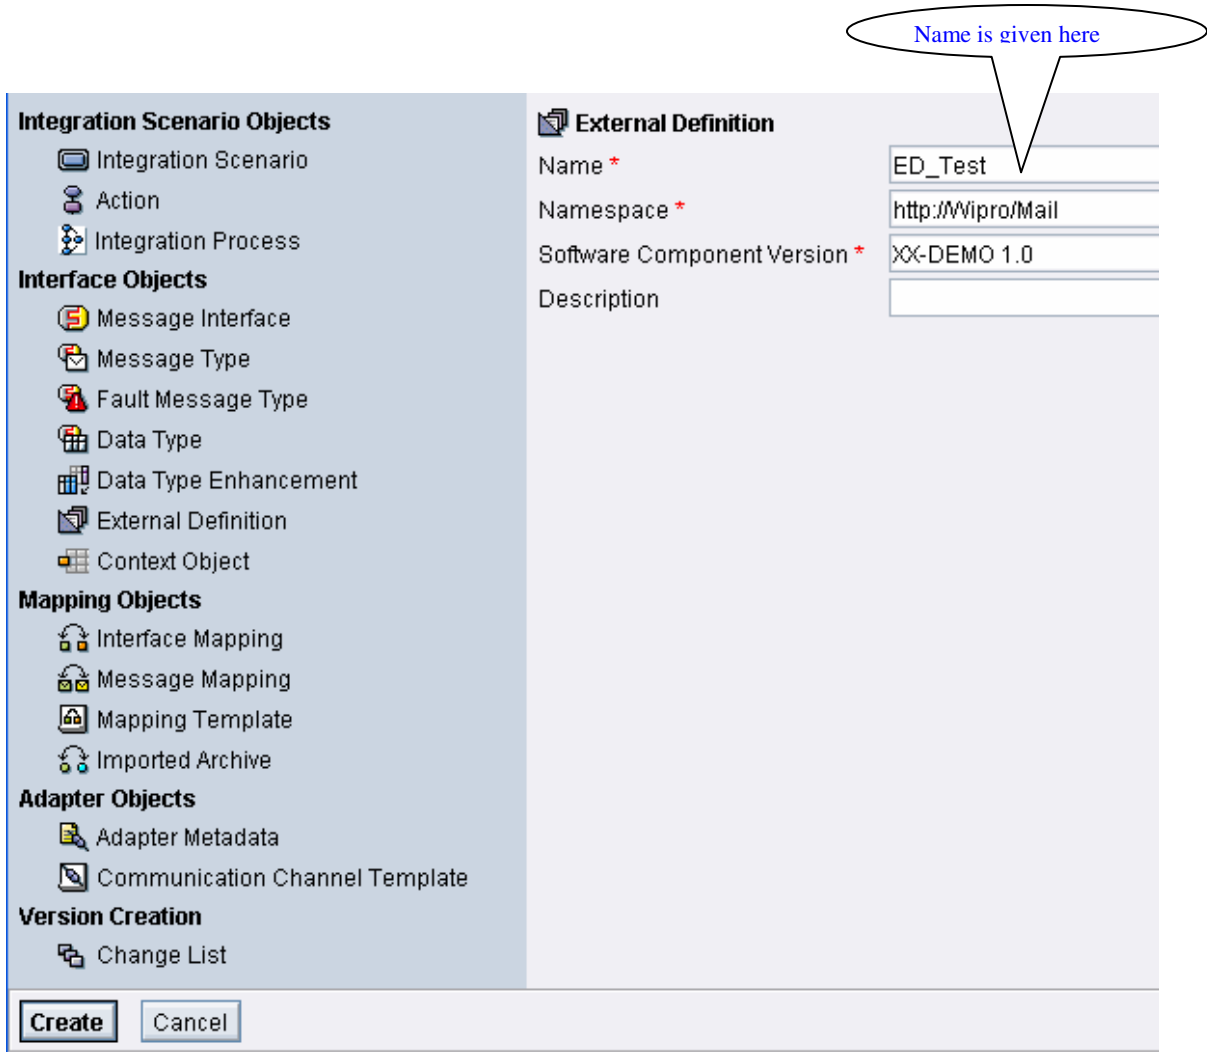 Name is given here
Integration Scenario Objects
Integration Scenario
Action
Integration Process
Interface Objects
Message Interface
Message Type
Fault Message Type
Data Type
Data Type Enhancement
External Definition
Context Object
Mapping Objects
Interface Mapping
Message Mapping
Mapping Template
Imported Archive
Adapter Objects
Adapter Metadata
Communication Channel Template
Version Creation
Change List
External Definition
Name * ED_Test
Namespace * http://Wipro/Mail
Software Component Version * XX-DEMO 1.0
Description
Create Cancel